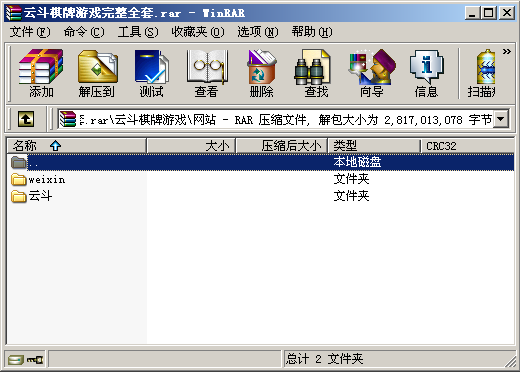 云斗棋牌游戏完整全套.rar - WinRAR
文件(F) 命令(C) 工具(S) 收藏夹(O) 选项(N) 帮助(H)
添加 解压到 测试 查看 删除 查找 向导 信息 扫描
.rar\云斗棋牌游戏\网站 - RAR 压缩文件, 解包大小为 2,817,013,078 字节
名称 大小 压缩后大小 类型 CRC32
.. 本地磁盘
weixin 文件夹
云斗 文件夹
总计 2 文件夹